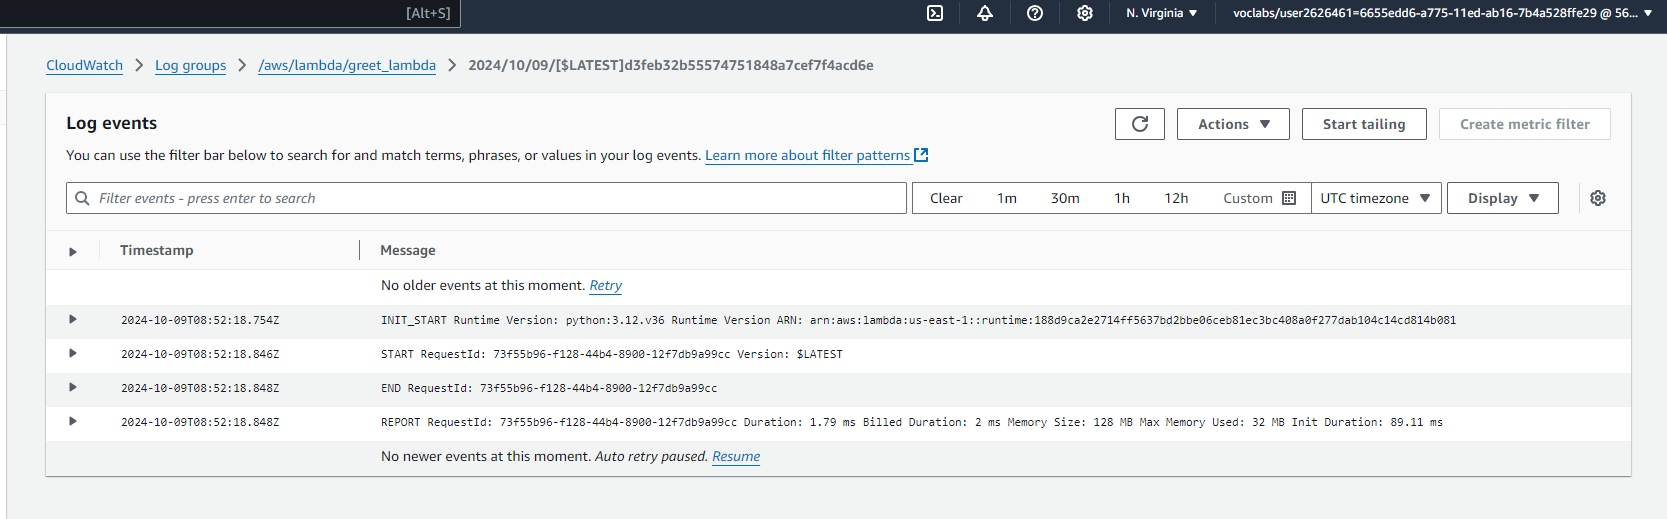 [Alt+S] N. Virginia voclabs/user2626461=6655edd6-a775-11ed-ab16-7b4a528ffe29 @ 56...
CloudWatch Log groups /aws/lambda/greet_lambda 2024/10/09/[$LATEST]d3feb32b55574751848a7cef7f4acd6e
Log events Actions Start tailing Create metric filter
You can use the filter bar below to search for and match terms, phrases, or values in your log events. Learn more about filter patterns
Filter events - press enter to search Clear 1m 30m 1h 12h Custom UTC timezone Display
Timestamp Message
No older events at this moment. Retry
2024-10-09T08:52:18.754Z INIT_START Runtime Version: python:3.12.v36 Runtime Version ARN: arn:aws:lambda:us-east-1::runtime:188d9ca2e2714ff5637bd2bbe06ceb81ec3bc408a0f277dab104c14cd814b081
2024-10-09T08:52:18.846Z START RequestId: 73f55b96-f128-44b4-8900-12f7db9a99cc Version: $LATEST
2024-10-09T08:52:18.848Z END RequestId: 73f55b96-f128-44b4-8900-12f7db9a99cc
2024-10-09T08:52:18.848Z REPORT RequestId: 73f55b96-f128-44b4-8900-12f7db9a99cc Duration: 1.79 ms Billed Duration: 2 ms Memory Size: 128 MB Max Memory Used: 32 MB Init Duration: 89.11 ms
No newer events at this moment. Auto retry paused. Resume